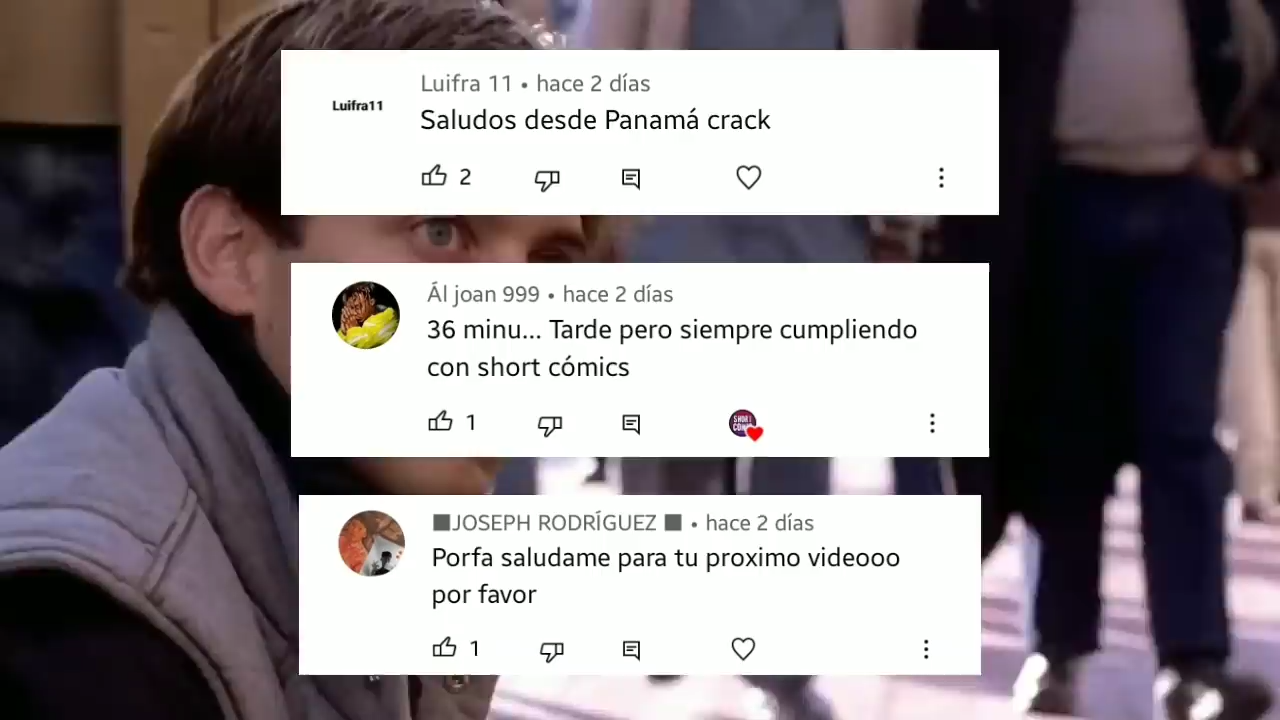 Luifra11
Luifra 11 • hace 2 días
Saludos desde Panamá crack
2
Ál joan 999 • hace 2 días
36 minu... Tarde pero siempre cumpliendo
con short cómics
1
■JOSEPH RODRÍGUEZ ■ • hace 2 días
Porfa saludame para tu proximo videooo
por favor
1